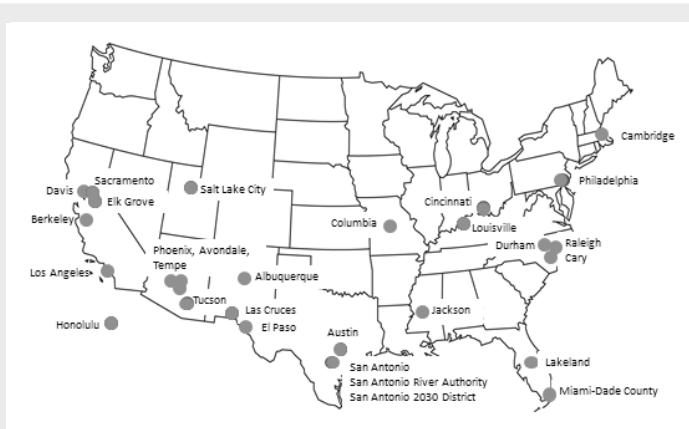 Cambridge
Philadelphia
Sacramento
Davis
Elk Grove
Salt Lake City
Berkeley
Cincinnati
Columbia
Louisville
Durham
Raleigh
Cary
Phoenix, Avondale,
Tempe
Los Angeles
Albuquerque
Tucson
Las Cruces
Jackson
Honolulu
El Paso
Austin
San Antonio
San Antonio River Authority
San Antonio 2030 District
Lakeland
Miami-Dade County